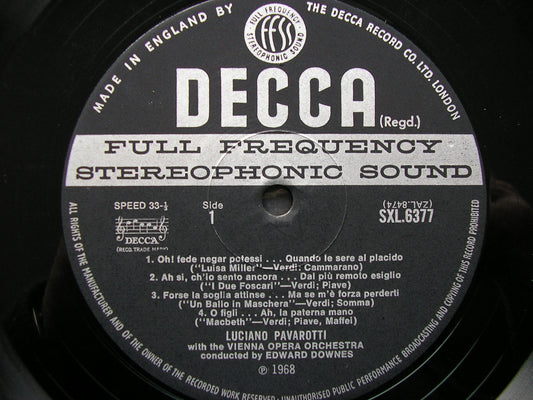 MADE IN ENGLAND BY THE DECCA RECORD CO. LTD. LONDON
FULL FREQUENCY
ffss
STEREOPHONIC SOUND
DECCA (Regd.)
FULL FREQUENCY
STEREOPHONIC SOUND
SPEED 33-⅓
Side
1
(ZAL.8474)
SXL.6377
DECCA
(REGD. TRADE MARK)
1. Oh! fede negar potessi . . . Quando le sere al placido
("Luisa Miller"—Verdi; Cammarano)
2. Ah si, ch'io sento ancora . . . Dal più remoto esiglio
("I Due Foscari"—Verdi; Piave)
3. Forse la soglia attinse . . . Ma se m'è forza perderti
("Un Ballo in Maschera"—Verdi; Somma)
4. O figli . . . Ah, la paterna mano
("Macbeth"—Verdi; Piave, Maffei)
LUCIANO PAVAROTTI
with the VIENNA OPERA ORCHESTRA
conducted by EDWARD DOWNES
℗ 1968
ALL RIGHTS OF THE MANUFACTURER AND OF THE OWNER OF THE RECORDED WORK RESERVED. UNAUTHORISED PUBLIC PERFORMANCE BROADCASTING AND COPYING OF THIS RECORD PROHIBITED